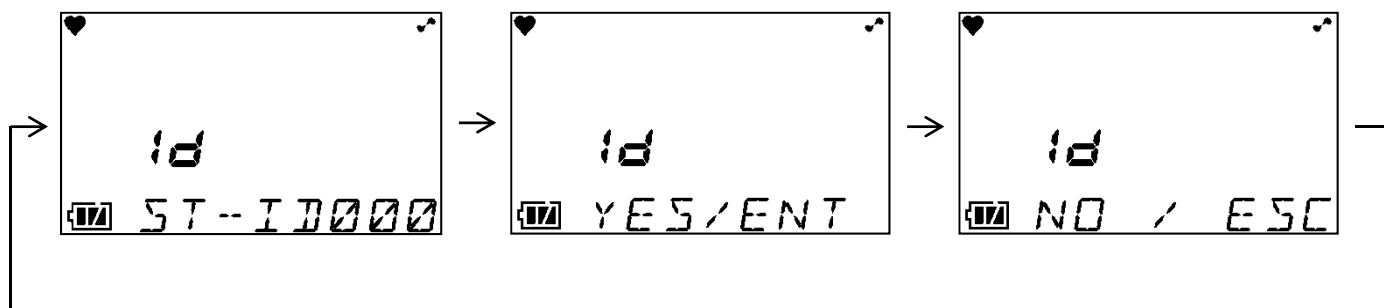 Id
ST--ID000
Id
YES/ENT
Id
NO / ESC